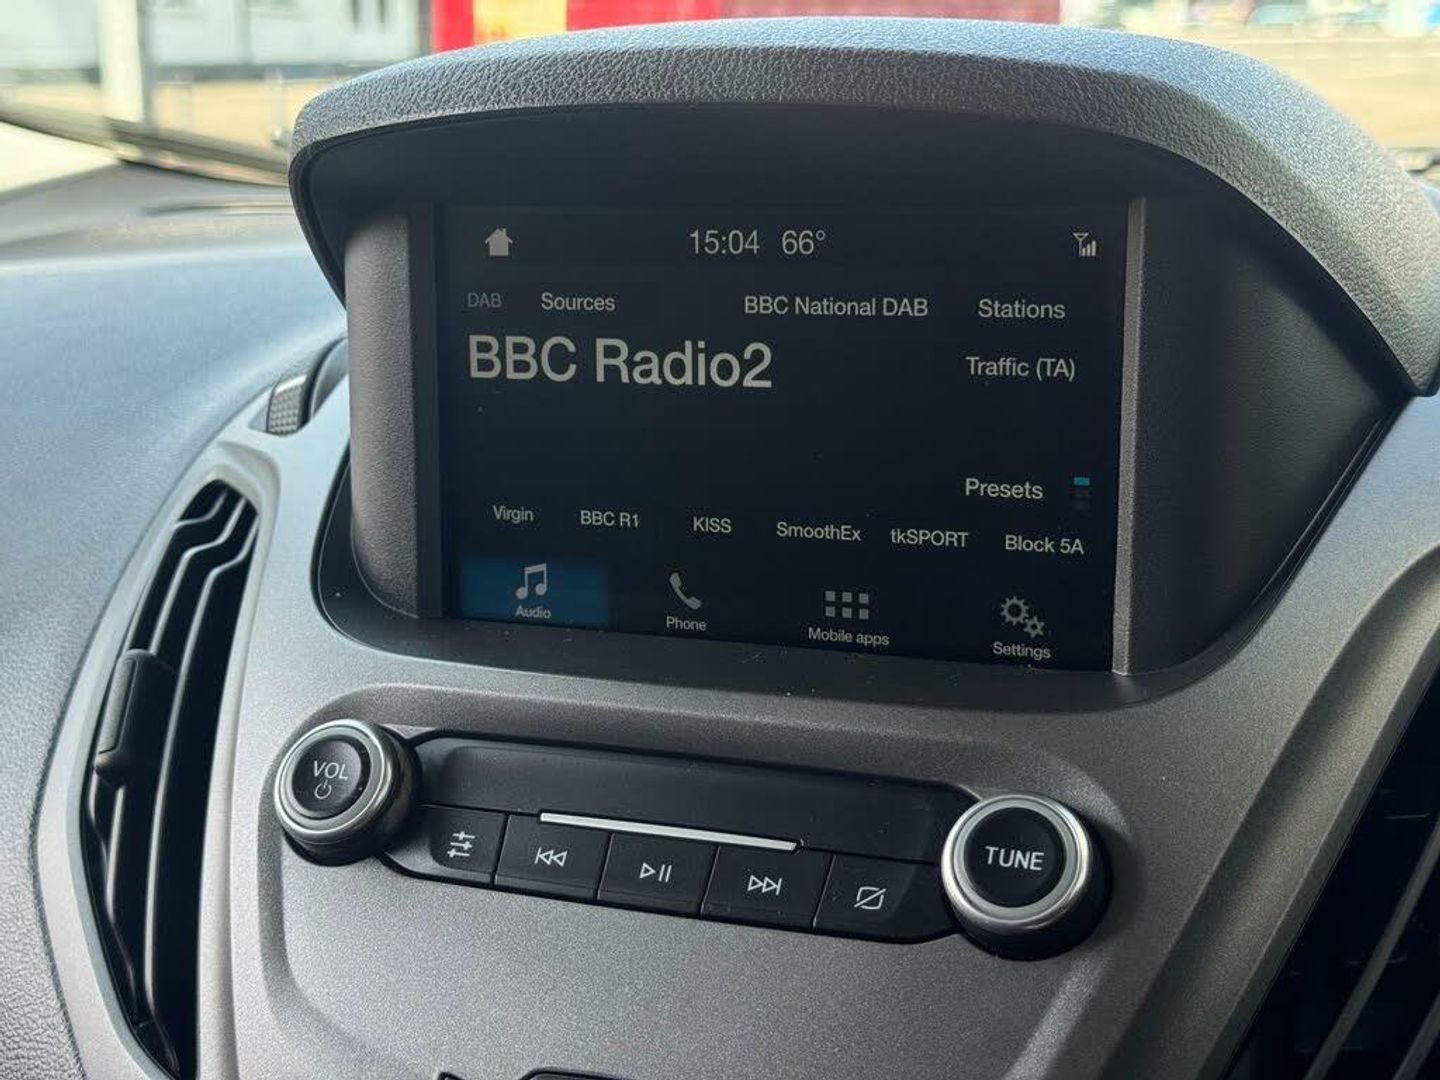 15:04 66°
DAB Sources BBC National DAB Stations
BBC Radio2
Traffic (TA)
Presets
Virgin BBC R1 KISS SmoothEx tkSPORT Block 5A
Audio Phone Mobile apps Settings
VOL
TUNE